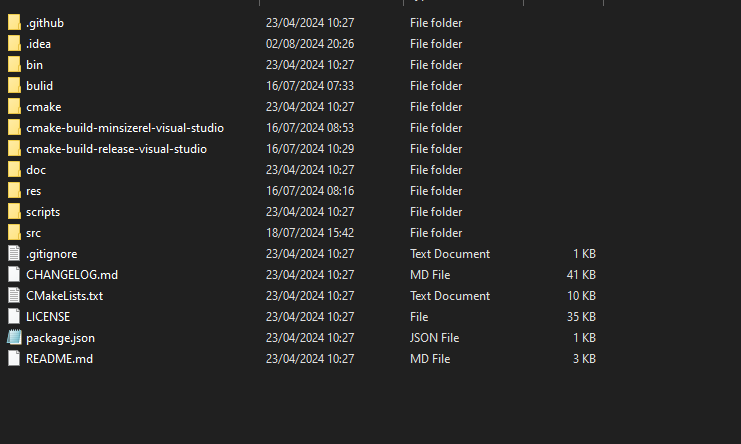 .github 23/04/2024 10:27 File folder
.idea 02/08/2024 20:26 File folder
bin 23/04/2024 10:27 File folder
bulid 16/07/2024 07:33 File folder
cmake 23/04/2024 10:27 File folder
cmake-build-minsizerel-visual-studio 16/07/2024 08:53 File folder
cmake-build-release-visual-studio 16/07/2024 10:29 File folder
doc 23/04/2024 10:27 File folder
res 16/07/2024 08:16 File folder
scripts 23/04/2024 10:27 File folder
src 18/07/2024 15:42 File folder
.gitignore 23/04/2024 10:27 Text Document 1 KB
CHANGELOG.md 23/04/2024 10:27 MD File 41 KB
CMakeLists.txt 23/04/2024 10:27 Text Document 10 KB
LICENSE 23/04/2024 10:27 File 35 KB
package.json 23/04/2024 10:27 JSON File 1 KB
README.md 23/04/2024 10:27 MD File 3 KB